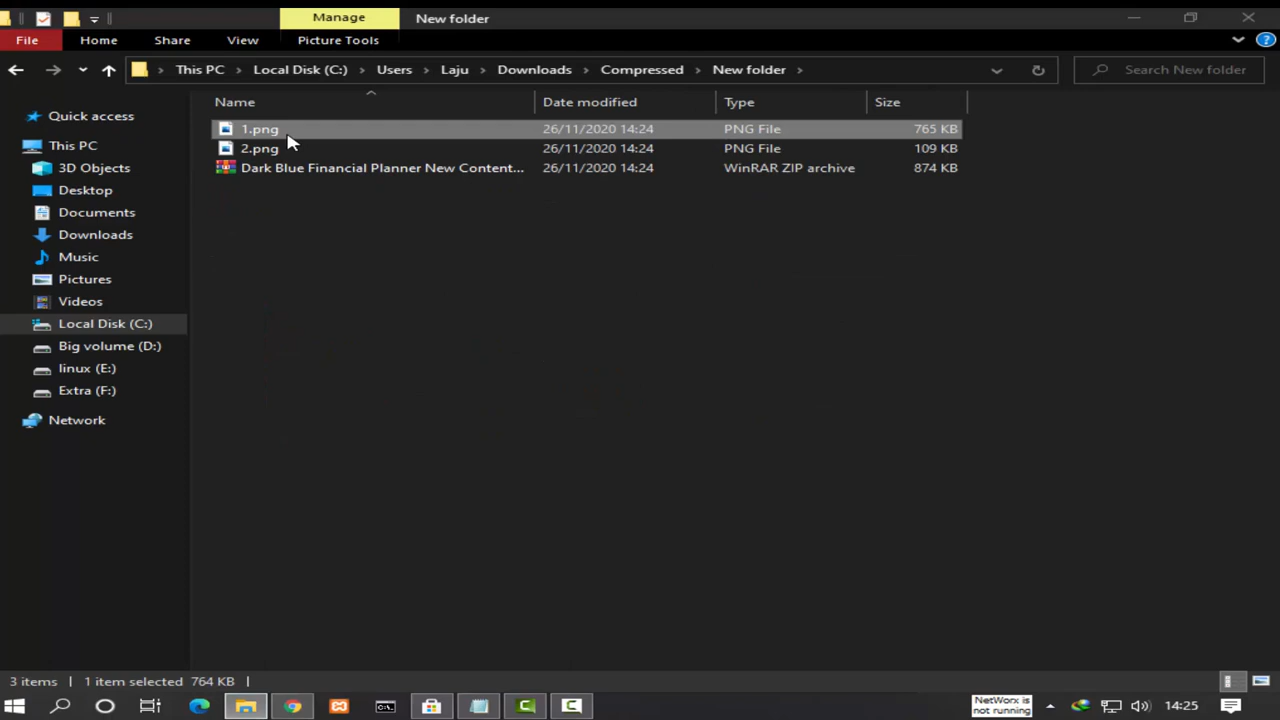 Manage
New folder
File
Home
Share
View
Picture Tools
This PC
Local Disk (C:)
Users
Laju
Downloads
Compressed
New folder
Search New folder
Name
Date modified
Type
Size
1.png
26/11/2020 14:24
PNG File
765 KB
2.png
26/11/2020 14:24
PNG File
109 KB
Dark Blue Financial Planner New Content...
26/11/2020 14:24
WinRAR ZIP archive
874 KB
Quick access
This PC
3D Objects
Desktop
Documents
Downloads
Music
Pictures
Videos
Local Disk (C:)
Big volume (D:)
linux (E:)
Extra (F:)
Network
3 items
1 item selected 764 KB
NetWorx is
not running
14:25